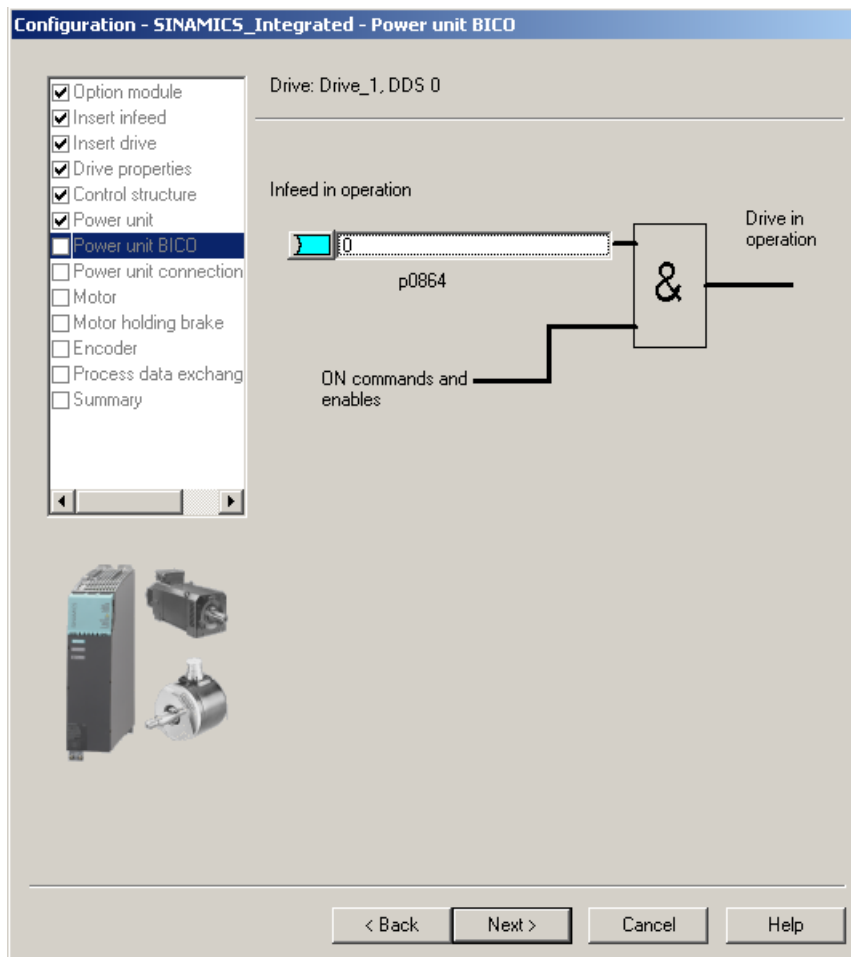 Configuration - SINAMICS_Integrated - Power unit BICO
Option module
Insert infeed
Insert drive
Drive properties
Control structure
Power unit
Power unit BICO
Power unit connection
Motor
Motor holding brake
Encoder
Process data exchang
Summary
Drive: Drive_1, DDS 0
Infeed in operation
0
p0864
&
Drive in
operation
ON commands and
enables
< Back
Next >
Cancel
Help